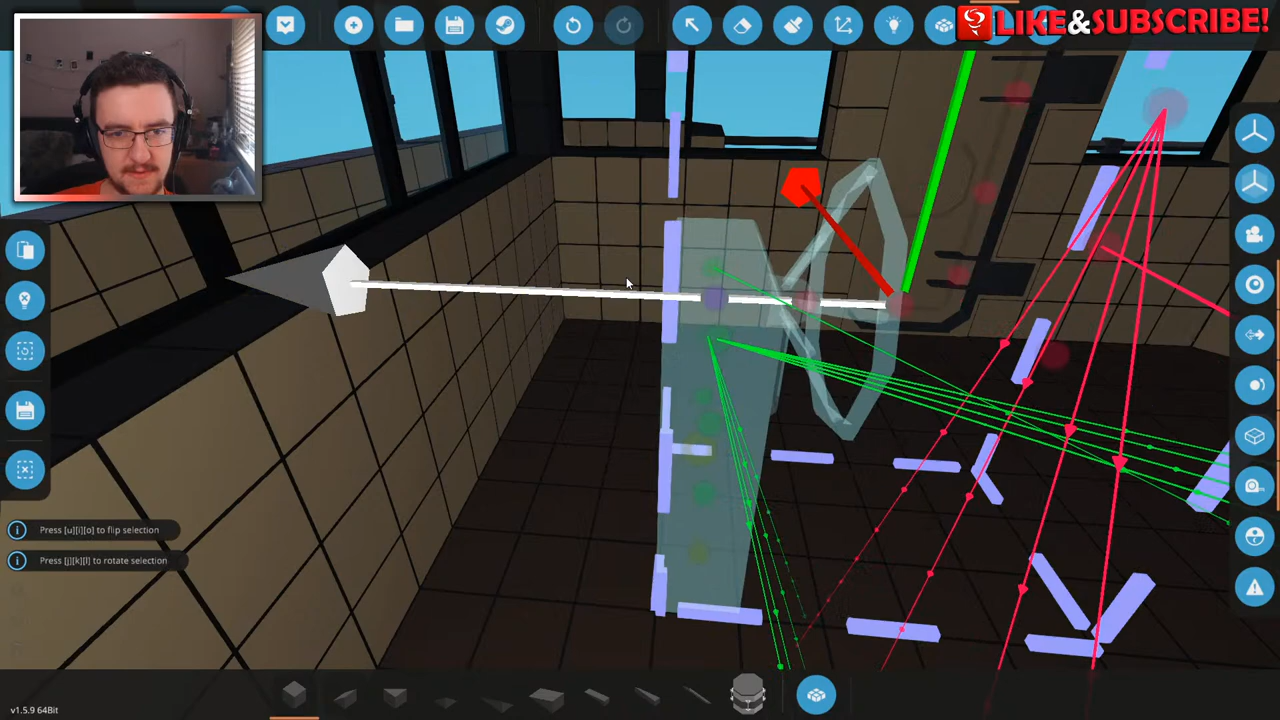 LIKE&SUBSCRIBE!
Press [u][i][o] to flip selection
Press [j][k][l] to rotate selection
v1.5.9 64Bit